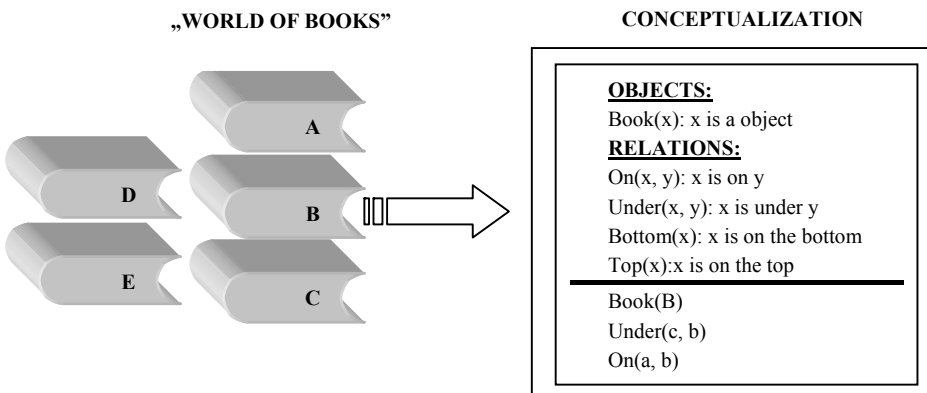 „WORLD OF BOOKS”
A
B
C
D
E
CONCEPTUALIZATION
OBJECTS:
Book(x): x is a object
RELATIONS:
On(x, y): x is on y
Under(x, y): x is under y
Bottom(x): x is on the bottom
Top(x):x is on the top
Book(B)
Under(c, b)
On(a, b)